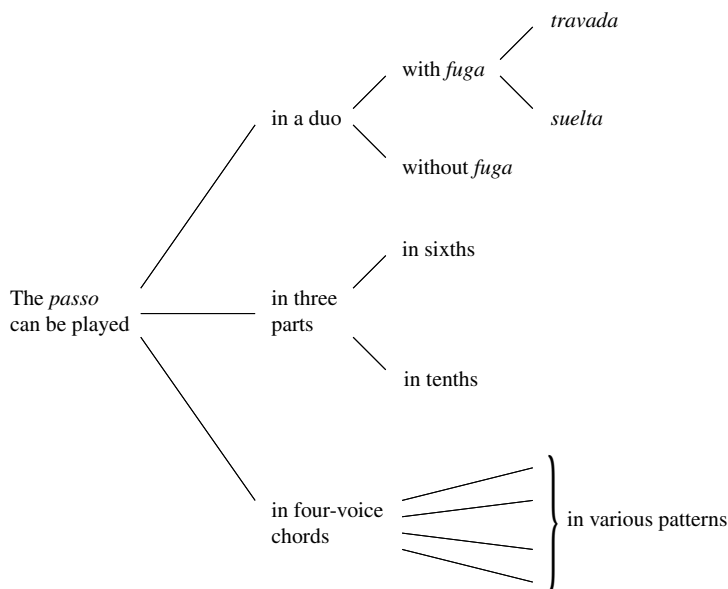 travada
with fuga
in a duo
suelta
without fuga
in sixths
The passo
can be played
in three
parts
in tenths
in four-voice
chords
in various patterns